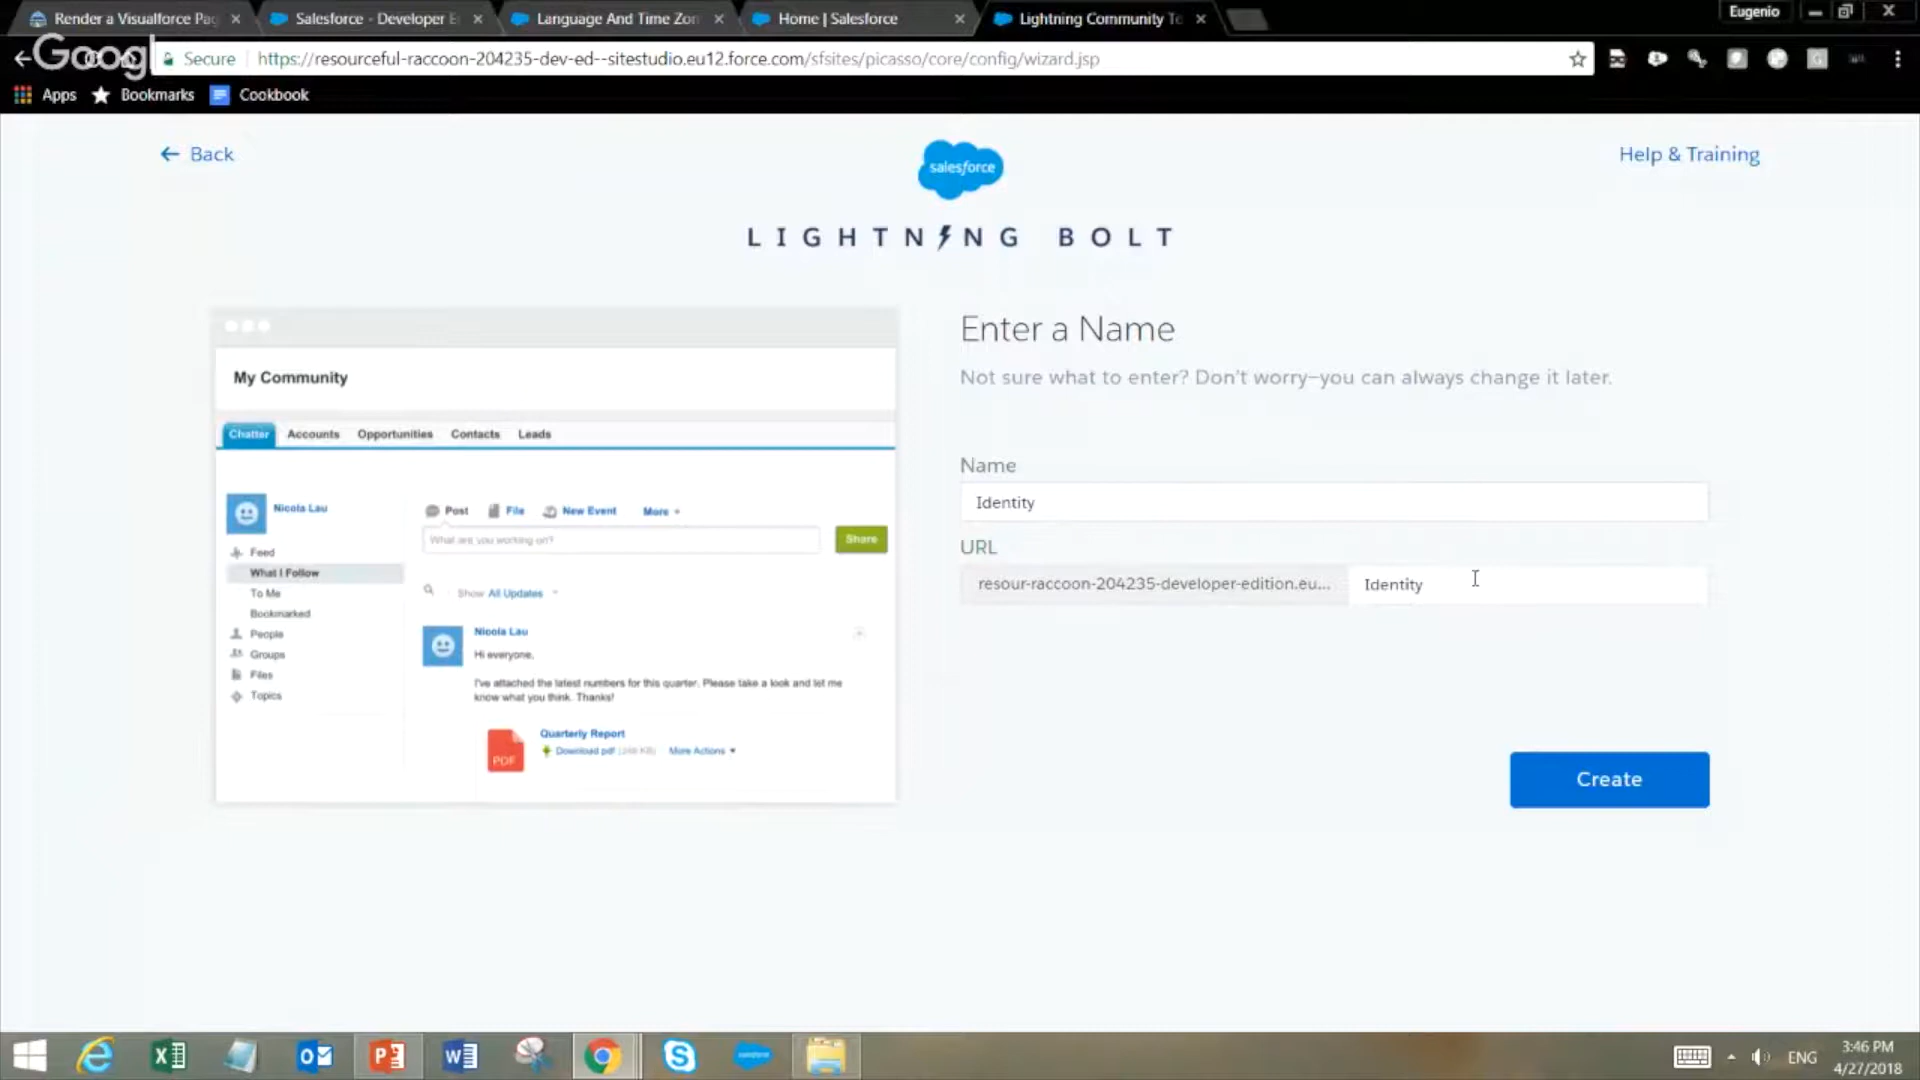 Render a Visualforce Pa
Salesforce - Developer E
Language And Time Zon
Home | Salesforce
Lightning Community Te
Eugenio
Googl
Secure
https://resourceful-raccoon-204235-dev-ed--sitestudio.eu12.force.com/sfsites/picasso/core/config/wizard.jsp
Apps
Bookmarks
Cookbook
Back
salesforce
Help & Training
LIGHTNING BOLT
My Community
Chatter
Accounts
Opportunities
Contacts
Leads
Nicola Lau
Feed
What I Follow
To Me
Bookmarked
People
Groups
Files
Topics
Post
File
New Event
More
What are you working on?
Share
Show All Updates
Nicola Lau
Hi everyone,
I've attached the latest numbers for this quarter. Please take a look and let me
know what you think. Thanks!
PDF
Quarterly Report
Download pdf
More Actions
Enter a Name
Not sure what to enter? Don't worry–you can always change it later.
Name
Identity
URL
resour-raccoon-204235-developer-edition.eu...
Identity
Create
ENG
3:46 PM
4/27/2018